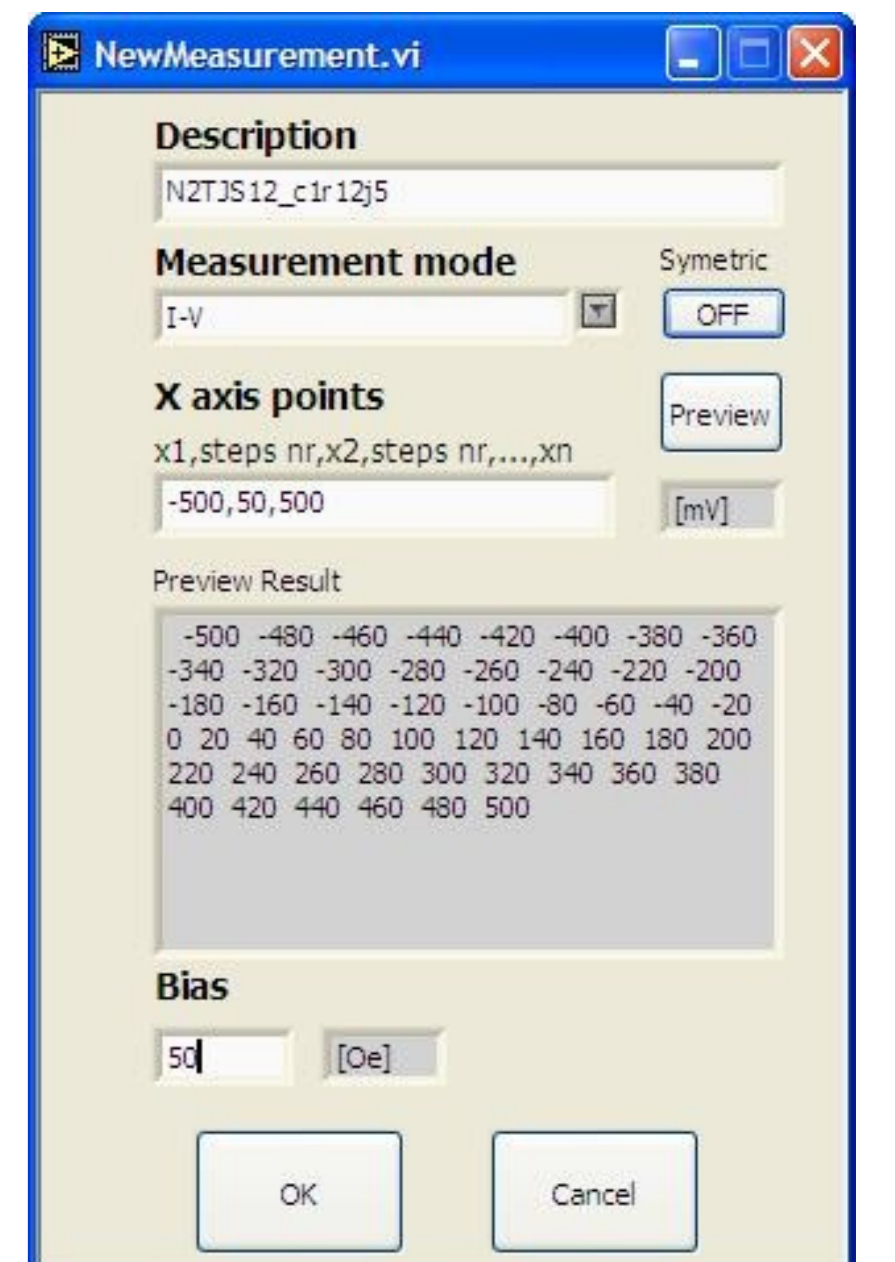 NewMeasurement.vi
Description
N2TJS12_c1r12j5
Measurement mode
Symetric
I-V
OFF
X axis points
Preview
x1,steps nr,x2,steps nr,...,xn
-500,50,500
[mV]
Preview Result
-500 -480 -460 -440 -420 -400 -380 -360
-340 -320 -300 -280 -260 -240 -220 -200
-180 -160 -140 -120 -100 -80 -60 -40 -20
0 20 40 60 80 100 120 140 160 180 200
220 240 260 280 300 320 340 360 380
400 420 440 460 480 500
Bias
50
[Oe]
OK
Cancel